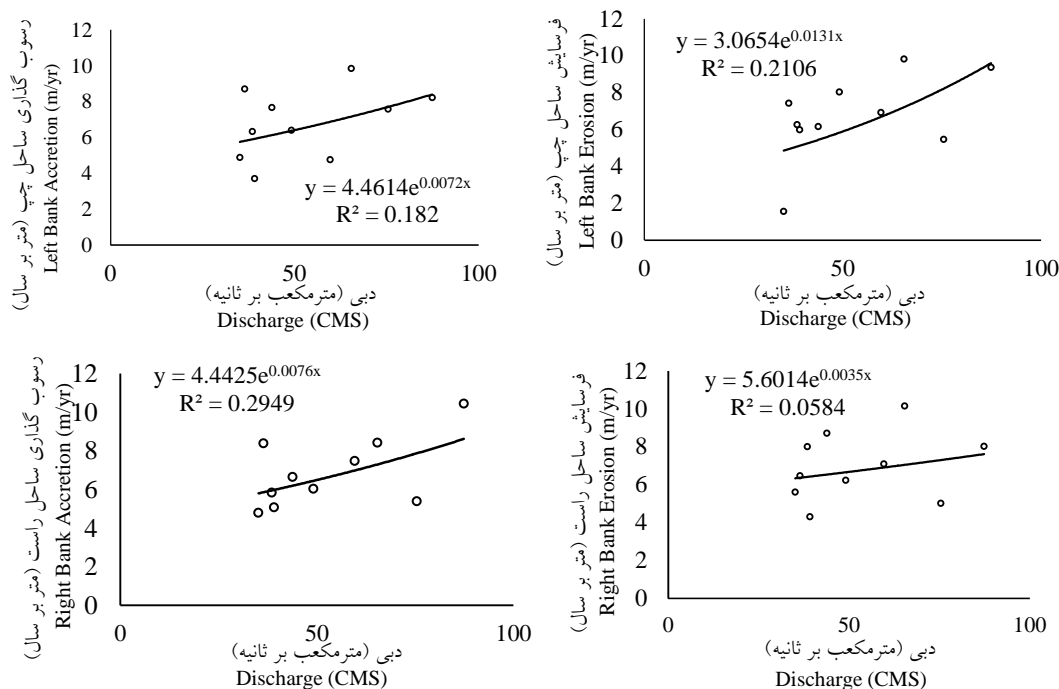 رسوب گذاری ساحل چپ (متر بر سال)
Left Bank Accretion (m/yr)
12
10
8
6
4
2
0
y = 4.4614e^0.0072x
R² = 0.182
0 50 100
دبی (مترمکعب بر ثانیه)
Discharge (CMS)
فرسایش ساحل چپ (متر بر سال)
Left Bank Erosion (m/yr)
12
10
8
6
4
2
0
y = 3.0654e^0.0131x
R² = 0.2106
0 50 100
دبی (مترمکعب بر ثانیه)
Discharge (CMS)
رسوب گذاری ساحل راست (متر بر سال)
Right Bank Accretion (m/yr)
12
10
8
6
4
2
0
y = 4.4425e^0.0076x
R² = 0.2949
0 50 100
دبی (مترمکعب بر ثانیه)
Discharge (CMS)
فرسایش ساحل راست (متر بر سال)
Right Bank Erosion (m/yr)
12
10
8
6
4
2
0
y = 5.6014e^0.0035x
R² = 0.0584
0 50 100
دبی (مترمکعب بر ثانیه)
Discharge (CMS)